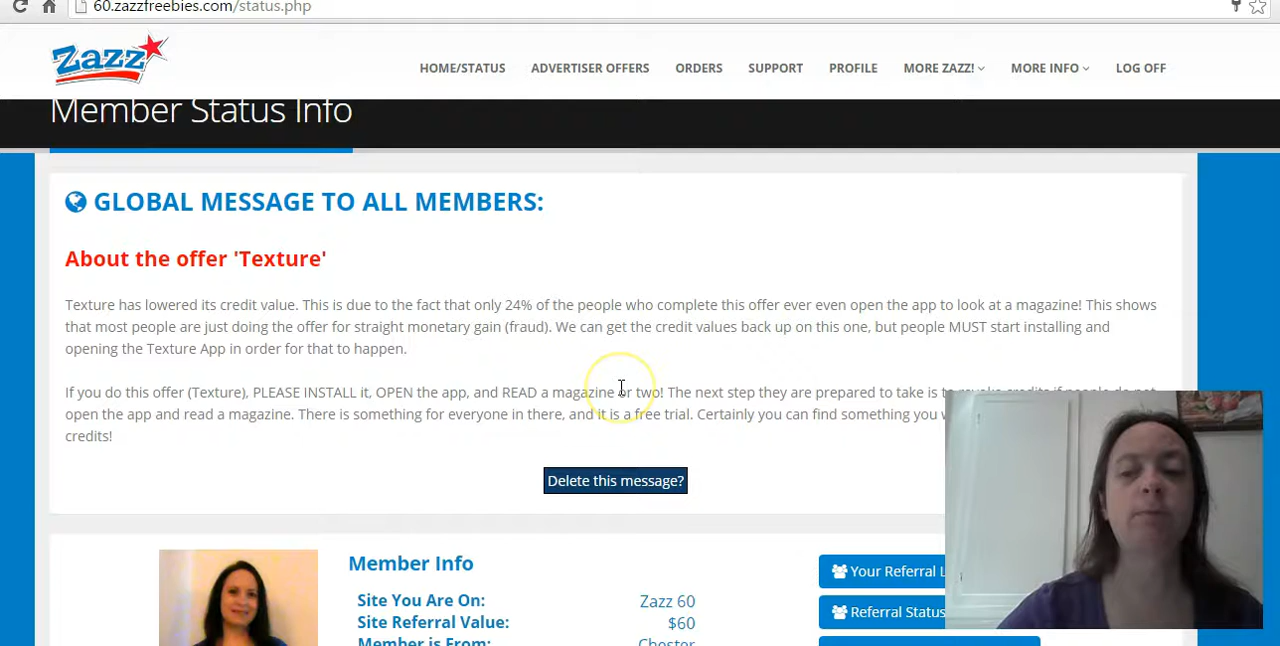 60.zazzfreebies.com/status.php
Zazz
HOME/STATUS ADVERTISER OFFERS ORDERS SUPPORT PROFILE MORE ZAZZ! MORE INFO LOG OFF
Member Status Info
GLOBAL MESSAGE TO ALL MEMBERS:
About the offer 'Texture'
Texture has lowered its credit value. This is due to the fact that only 24% of the people who complete this offer ever even open the app to look at a magazine! This shows
that most people are just doing the offer for straight monetary gain (fraud). We can get the credit values back up on this one, but people MUST start installing and
opening the Texture App in order for that to happen.
If you do this offer (Texture), PLEASE INSTALL it, OPEN the app, and READ a magazine or two! The next step they are prepared to take is to revoke credits if people do not
open the app and read a magazine. There is something for everyone in there, and it is a free trial. Certainly you can find something you
credits!
Delete this message?
Member Info
Site You Are On: Zazz 60
Site Referral Value: $60
Member is From: Chester
Your Referral
Referral Status